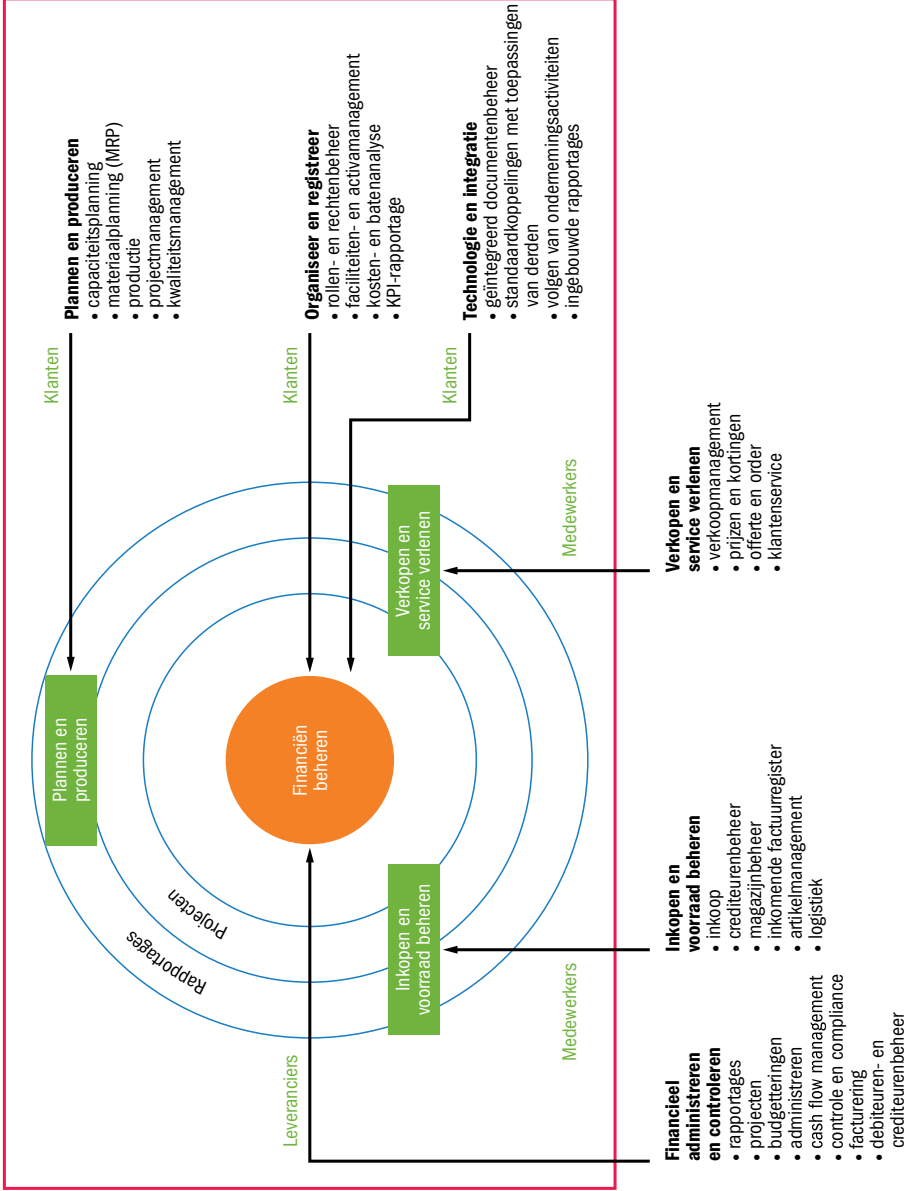 Plannen en produceren
• capaciteitsplanning
• materiaalplanning (MRP)
• productie
• projectmanagement
• kwaliteitsmanagement
Klanten
Organiseer en registreer
• rollen- en rechtenbeheer
• faciliteiten- en activamanagement
• kosten- en batenanalyse
• KPI-rapportage
Klanten
Technologie en integratie
• geïntegreerd documentenbeheer
• standaardkoppelingen met toepassingen
van derden
• volgen van ondernemingsactiviteiten
• ingebouwde rapportages
Klanten
Plannen en
produceren
Rapportages
Projecten
Financiën
beheren
Inkopen en
voorraad beheren
Verkopen en
service verlenen
Leveranciers
Medewerkers
Medewerkers
Financieel
administreren
en controleren
• rapportages
• projecten
• budgetteringen
• administreren
• cash flow management
• controle en compliance
• facturering
• debiteuren- en
crediteurenbeheer
Inkopen en
voorraad beheren
• inkoop
• crediteurenbeheer
• magazijnbeheer
• inkomende factuurregister
• artikelmanagement
• logistiek
Verkopen en
service verlenen
• verkoopmanagement
• prijzen en kortingen
• offerte en order
• klantenservice